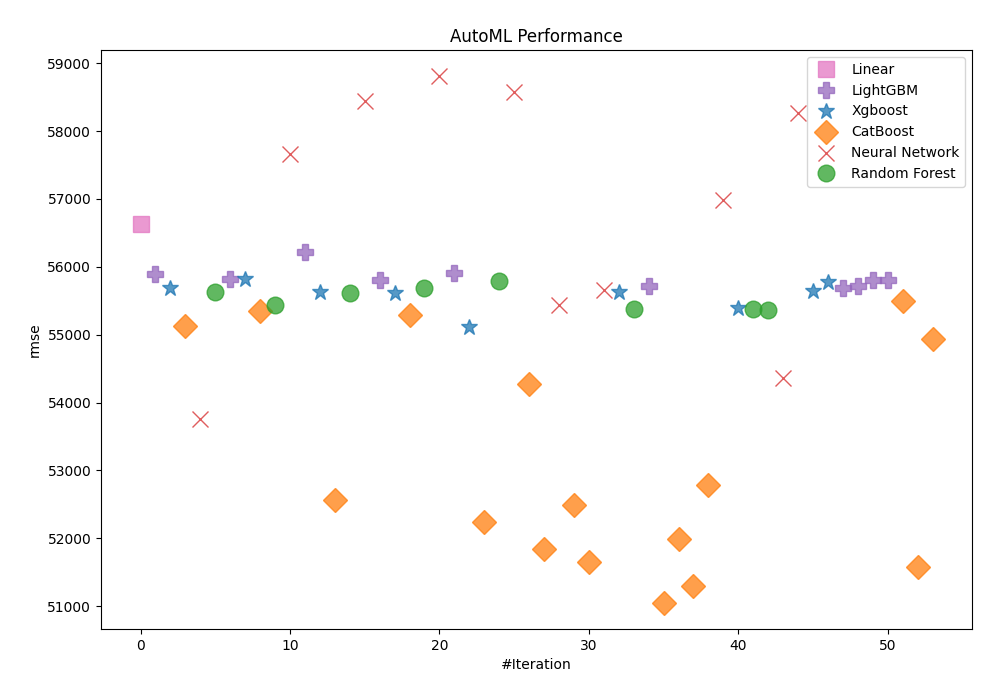 AutoML Performance
59000
58000
57000
56000
55000
54000
53000
52000
51000
rmse
0
10
20
30
40
50
#Iteration
Linear
LightGBM
Xgboost
CatBoost
Neural Network
Random Forest